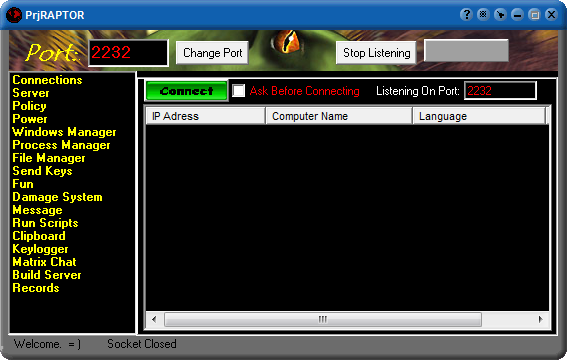 PrjRAPTOR
Port: 2232 Change Port Stop Listening
Connect Ask Before Connecting Listening On Port: 2232
IP Adress Computer Name Language
Connections
Server
Policy
Power
Windows Manager
Process Manager
File Manager
Send Keys
Fun
Damage System
Message
Run Scripts
Clipboard
Keylogger
Matrix Chat
Build Server
Records
Welcome. =) Socket Closed